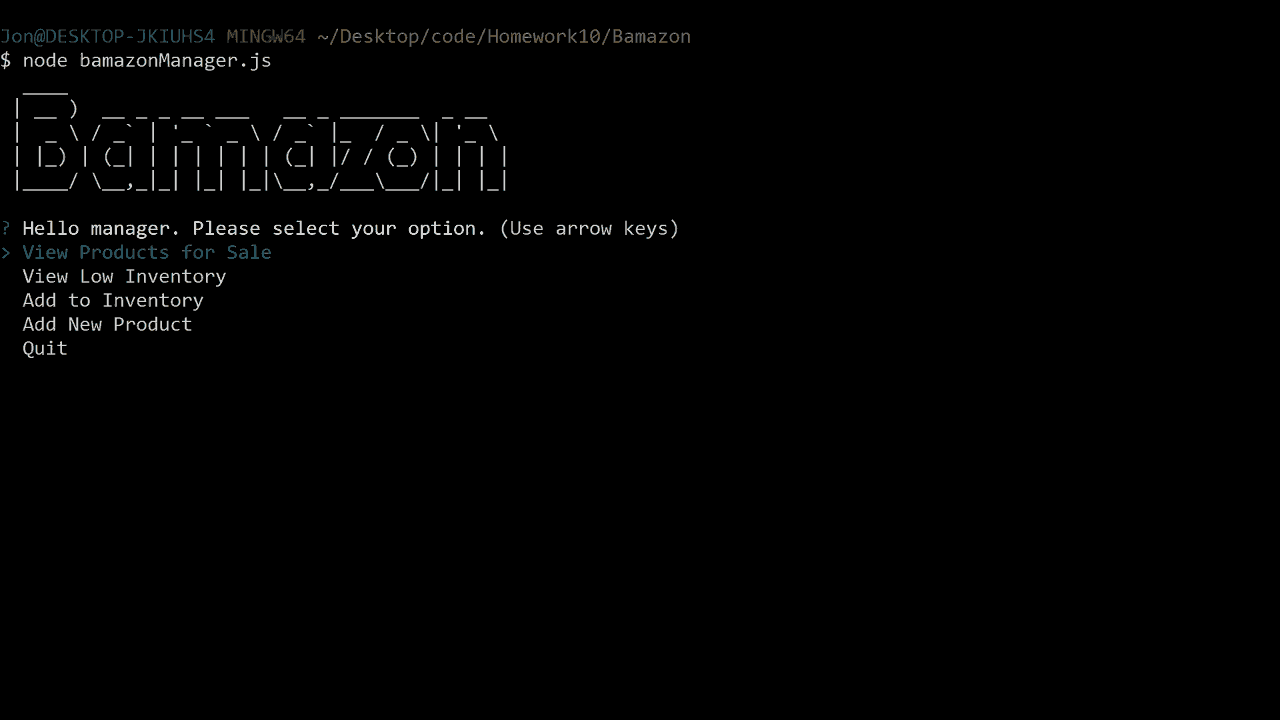 Jon@DESKTOP-JKIUHS4 MINGW64 ~/Desktop/code/Homework10/Bamazon
$ node bamazonManager.js
Bamazon
? Hello manager. Please select your option. (Use arrow keys)
> View Products for Sale
View Low Inventory
Add to Inventory
Add New Product
Quit